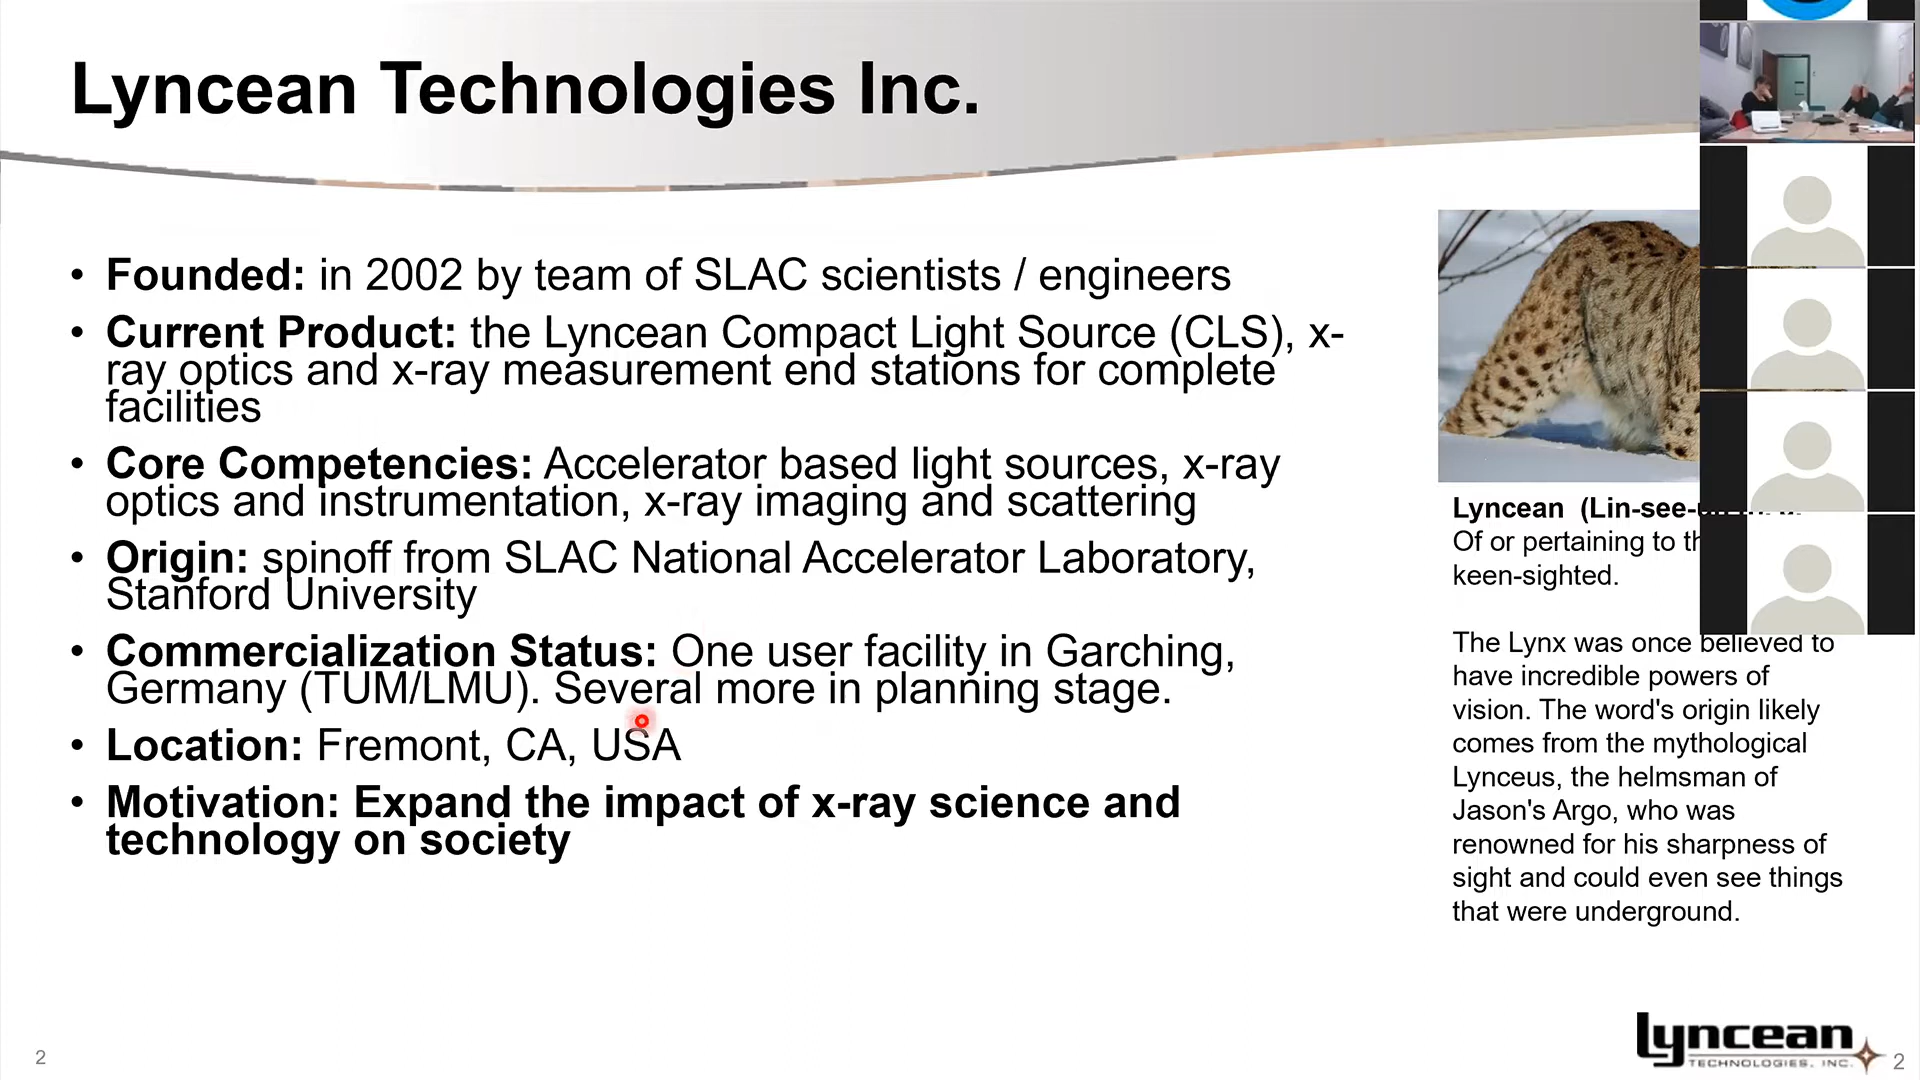 Lyncean Technologies Inc.
• Founded: in 2002 by team of SLAC scientists / engineers
• Current Product: the Lyncean Compact Light Source (CLS), x-
ray optics and x-ray measurement end stations for complete
facilities
• Core Competencies: Accelerator based light sources, x-ray
optics and instrumentation, x-ray imaging and scattering
• Origin: spinoff from SLAC National Accelerator Laboratory,
Stanford University
• Commercialization Status: One user facility in Garching,
Germany (TUM/LMU). Several more in planning stage.
• Location: Fremont, CA, USA
• Motivation: Expand the impact of x-ray science and
technology on society
Lyncean (Lin-see-
Of or pertaining to
keen-sighted.
The Lynx was once believed to
have incredible powers of
vision. The word's origin likely
comes from the mythological
Lynceus, the helmsman of
Jason's Argo, who was
renowned for his sharpness of
sight and could even see things
that were underground.
2
lyncean
TECHNOLOGIES, INC.
2